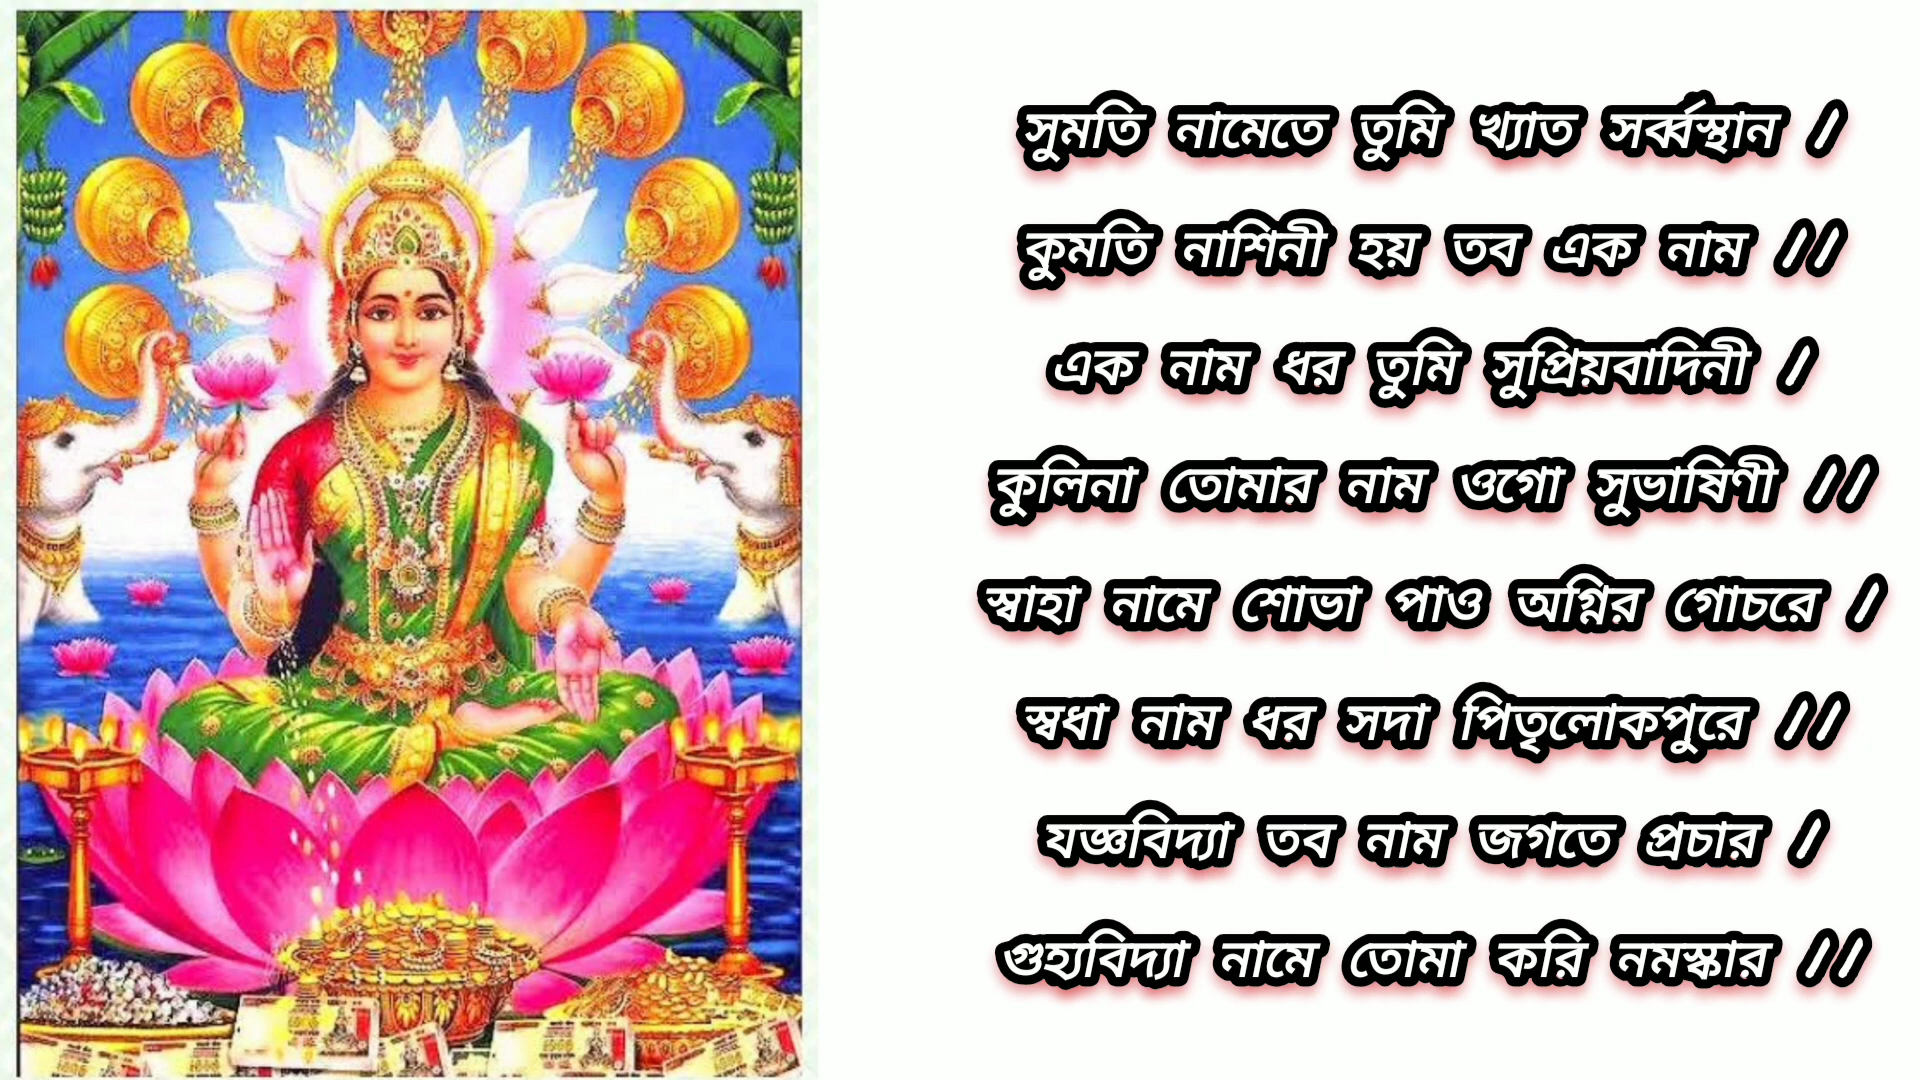 সুমতি নামেতে তুমি খ্যাত সর্ব্বস্থান /
কুমতি নাশিনী হয় তব এক নাম //
এক নাম ধর তুমি সুপ্রিয়বাদিনী /
কুলিনা তোমার নাম ওগো সুভাষিণী //
স্বাহা নামে শোভা পাও অগ্নির গোচরে /
স্বধা নাম ধর সদা পিতৃলোকপুরে //
যজ্ঞবিদ্যা তব নাম জগতে প্রচার /
গুহ্যবিদ্যা নামে তোমা করি নমস্কার //